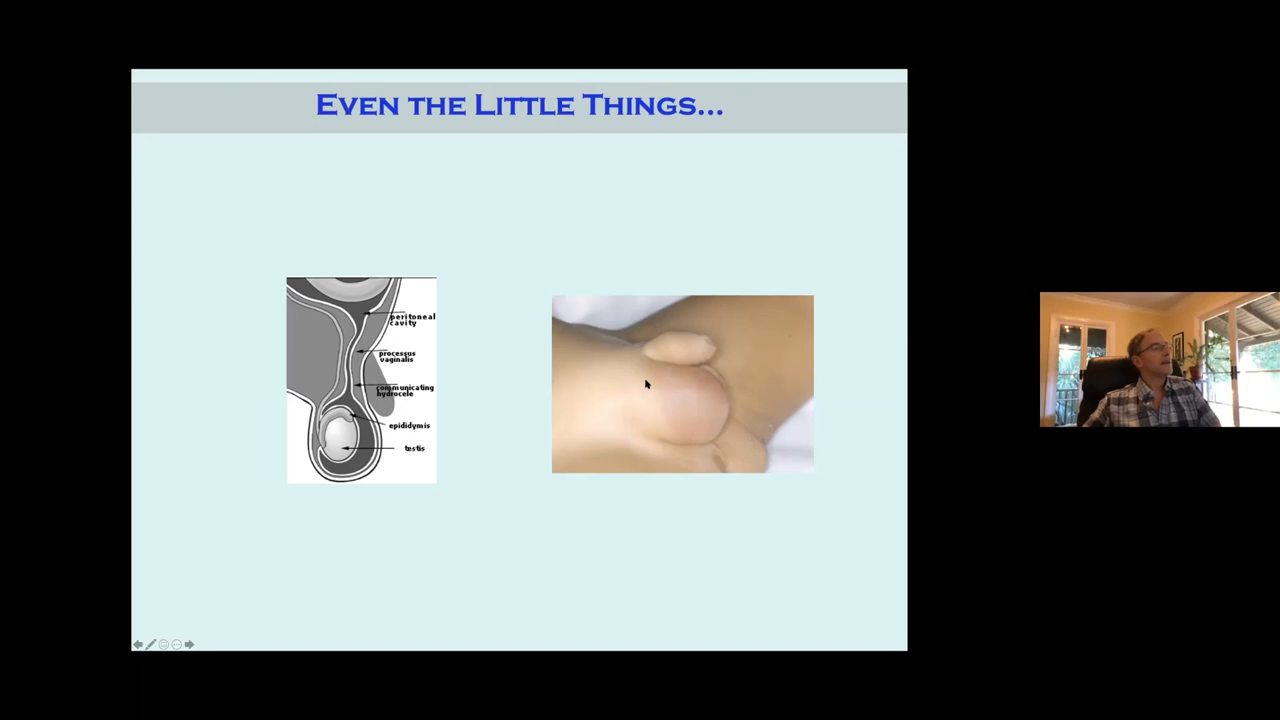 EVEN THE LITTLE THINGS...
peritoneal
cavity
processus
vaginalis
communicating
hydrocele
epididymis
testis